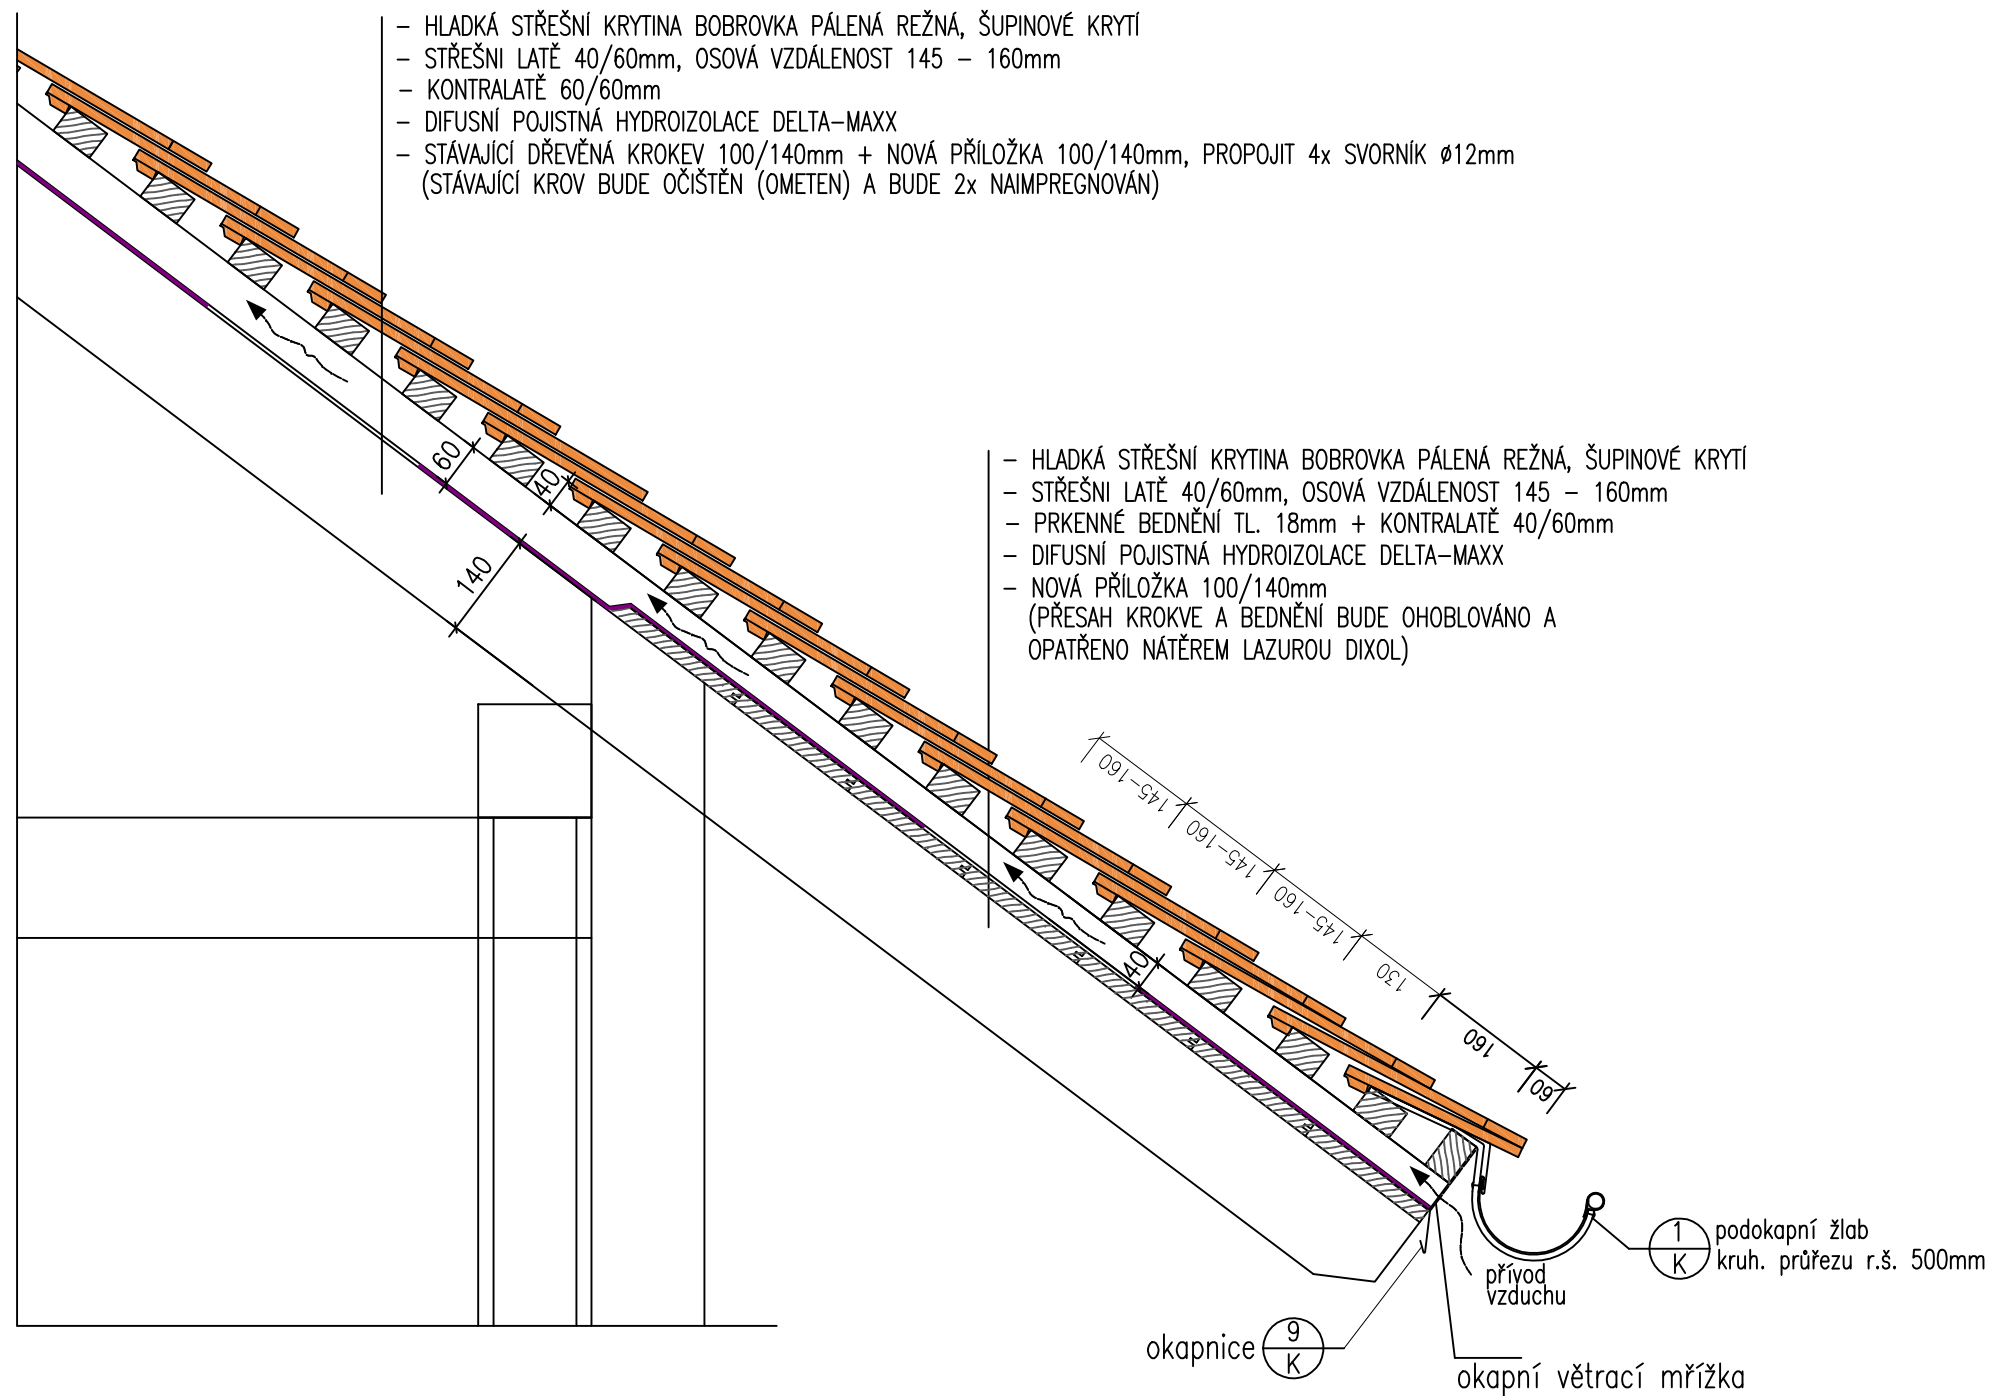 – HLADKÁ STŘEŠNÍ KRYTINA BOBROVKA PÁLENÁ REŽNÁ, ŠUPINOVÉ KRYTÍ
– STŘEŠNI LATĚ 40/60mm, OSOVÁ VZDÁLENOST 145 – 160mm
– KONTRALATĚ 60/60mm
– DIFUSNÍ POJISTNÁ HYDROIZOLACE DELTA–MAXX
– STÁVAJÍCÍ DŘEVĚNÁ KROKEV 100/140mm + NOVÁ PŘÍLOŽKA 100/140mm, PROPOJIT 4x SVORNÍK ø12mm
(STÁVAJÍCÍ KROV BUDE OČIŠTĚN (OMETEN) A BUDE 2x NAIMPREGNOVÁN)
60
40
140
– HLADKÁ STŘEŠNÍ KRYTINA BOBROVKA PÁLENÁ REŽNÁ, ŠUPINOVÉ KRYTÍ
– STŘEŠNI LATĚ 40/60mm, OSOVÁ VZDÁLENOST 145 – 160mm
– PRKENNÉ BEDNĚNÍ TL. 18mm + KONTRALATĚ 40/60mm
– DIFUSNÍ POJISTNÁ HYDROIZOLACE DELTA–MAXX
– NOVÁ PŘÍLOŽKA 100/140mm
(PŘESAH KROKVE A BEDNĚNÍ BUDE OHOBLOVÁNO A
OPATŘENO NÁTĚREM LAZUROU DIXOL)
145–160
145–160
145–160
130
160
60
40
1
K
podokapní žlab
kruh. průřezu r.š. 500mm
přívod
vzduchu
okapnice
9
K
okapní větrací mřížka